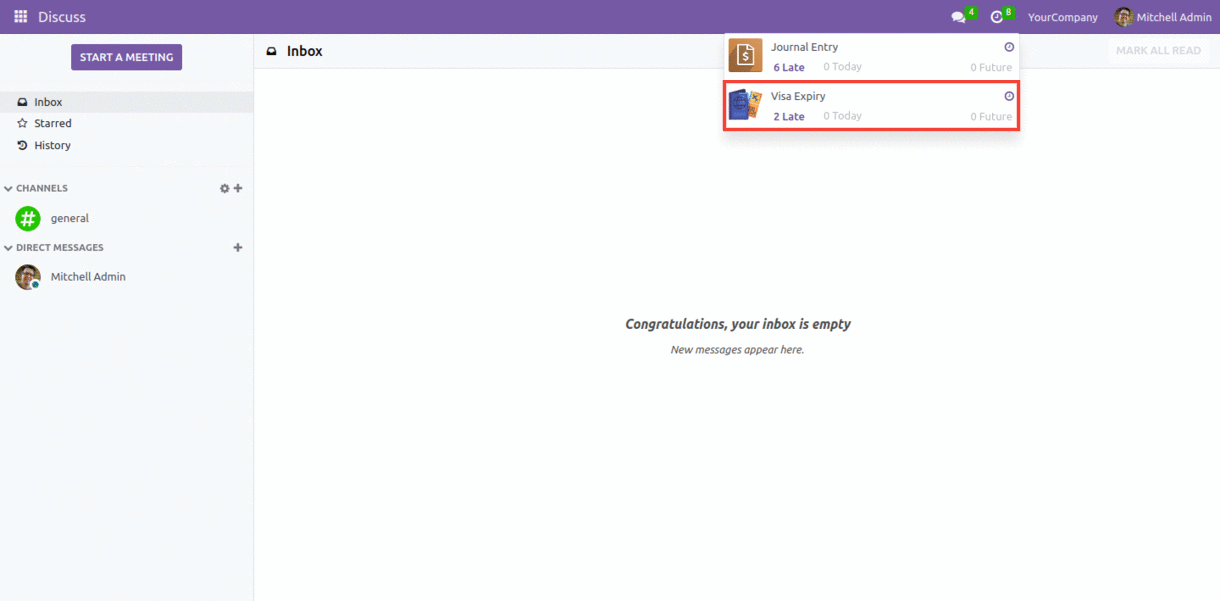 Discuss
4
8
YourCompany
Mitchell Admin
START A MEETING
Inbox
MARK ALL READ
Journal Entry
6 Late 0 Today 0 Future
Visa Expiry
2 Late 0 Today 0 Future
Inbox
Starred
History
CHANNELS
general
DIRECT MESSAGES
Mitchell Admin
Congratulations, your inbox is empty
New messages appear here.